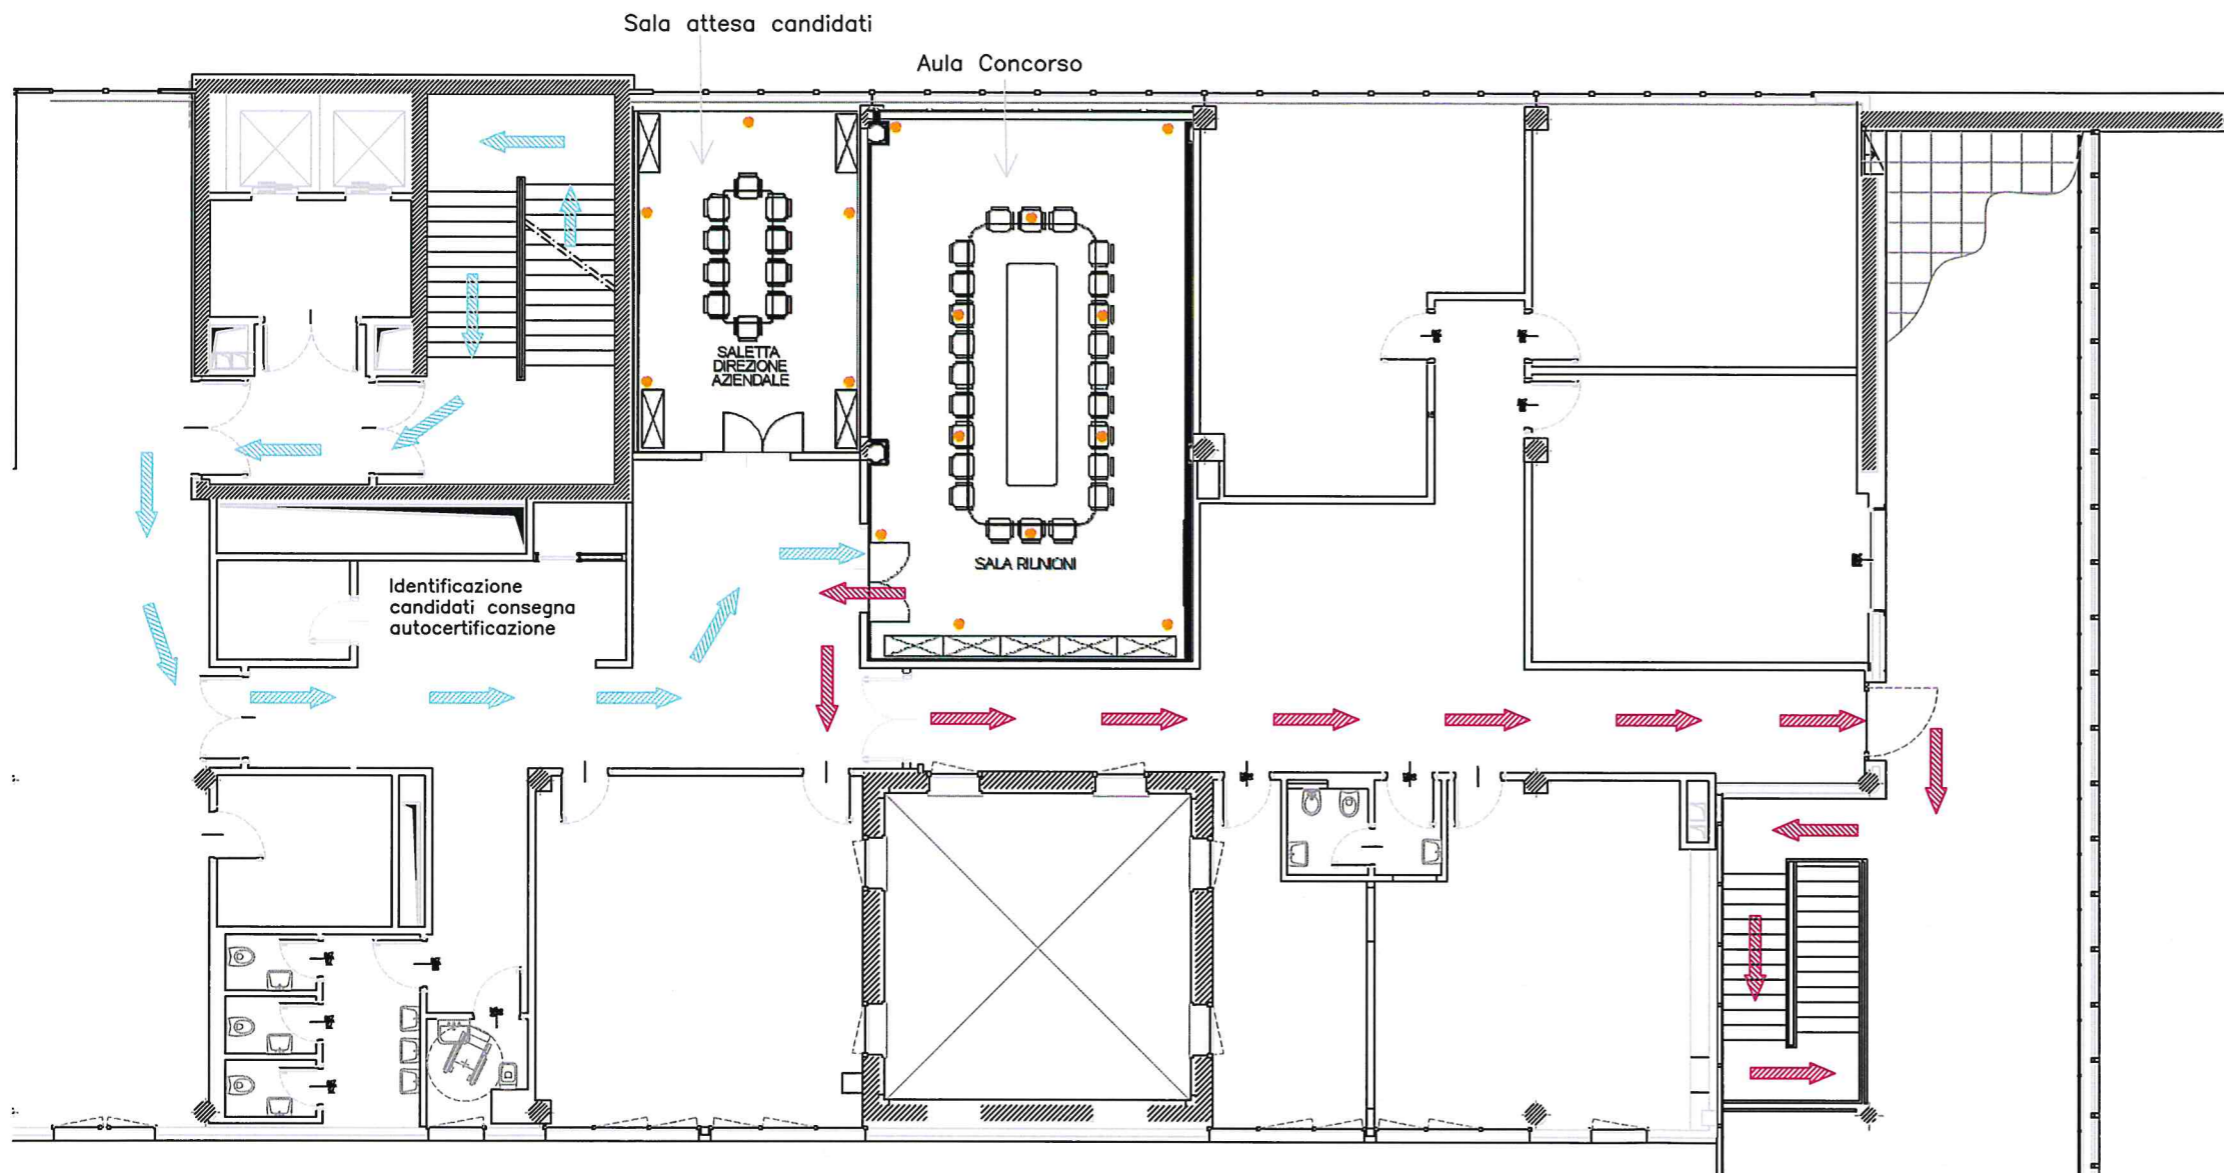 Sala attesa candidati
Aula Concorso
SALETTA
DIREZIONE
AZIENDALE
SALA RIUNIONI
Identificazione
candidati consegna
autocertificazione